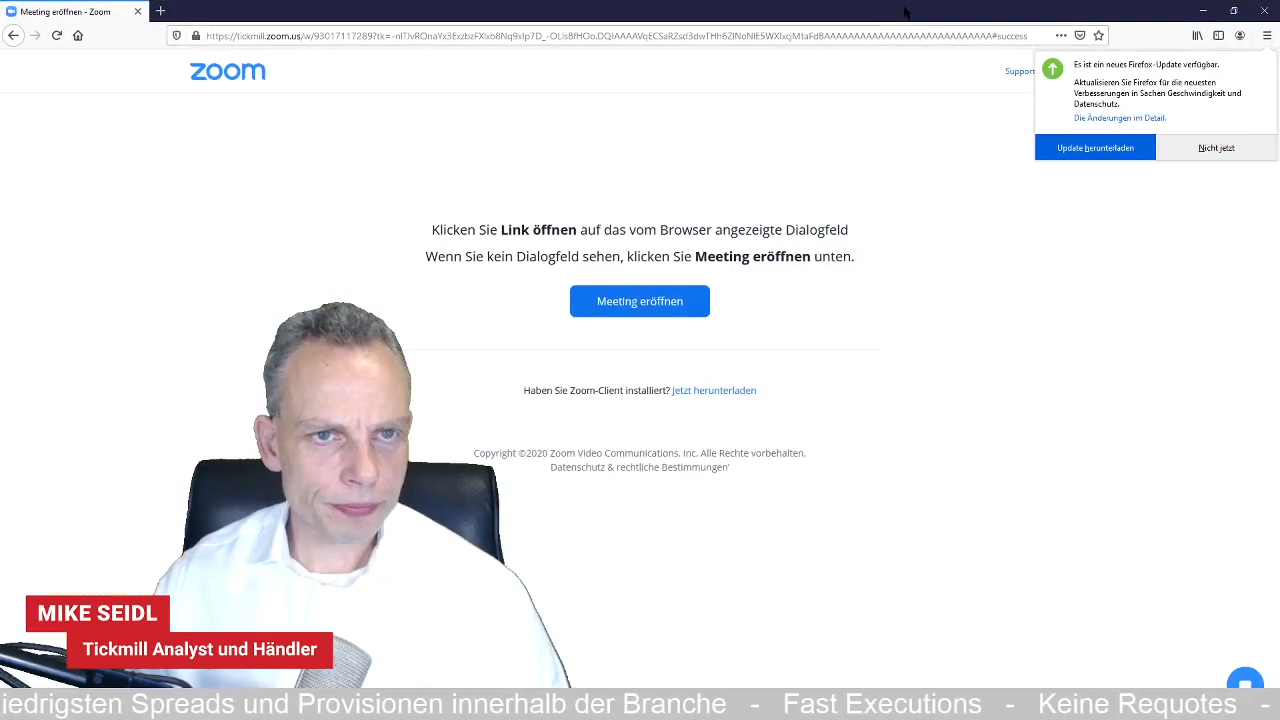 Meeting eröffnen - Zoom
zoom
Support
Es ist ein neues Firefox-Update verfügbar.
Aktualisieren Sie Firefox für die neuesten
Verbesserungen in Sachen Geschwindigkeit und
Datenschutz.
Die Änderungen im Detail.
Update herunterladen
Nicht jetzt
Klicken Sie Link öffnen auf das vom Browser angezeigte Dialogfeld
Wenn Sie kein Dialogfeld sehen, klicken Sie Meeting eröffnen unten.
Meeting eröffnen
Haben Sie Zoom-Client installiert? Jetzt herunterladen
Copyright ©2020 Zoom Video Communications, Inc. Alle Rechte vorbehalten.
Datenschutz & rechtliche Bestimmungen'
MIKE SEIDL
Tickmill Analyst und Händler
iedrigsten Spreads und Provisionen innerhalb der Branche - Fast Executions - Keine Requotes -